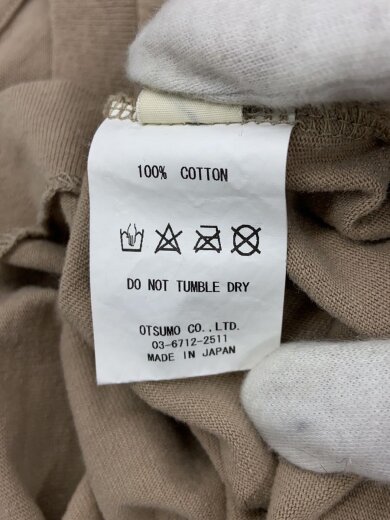 100% COTTON
DO NOT TUMBLE DRY
OTSUMO CO., LTD.
03-6712-2511
MADE IN JAPAN